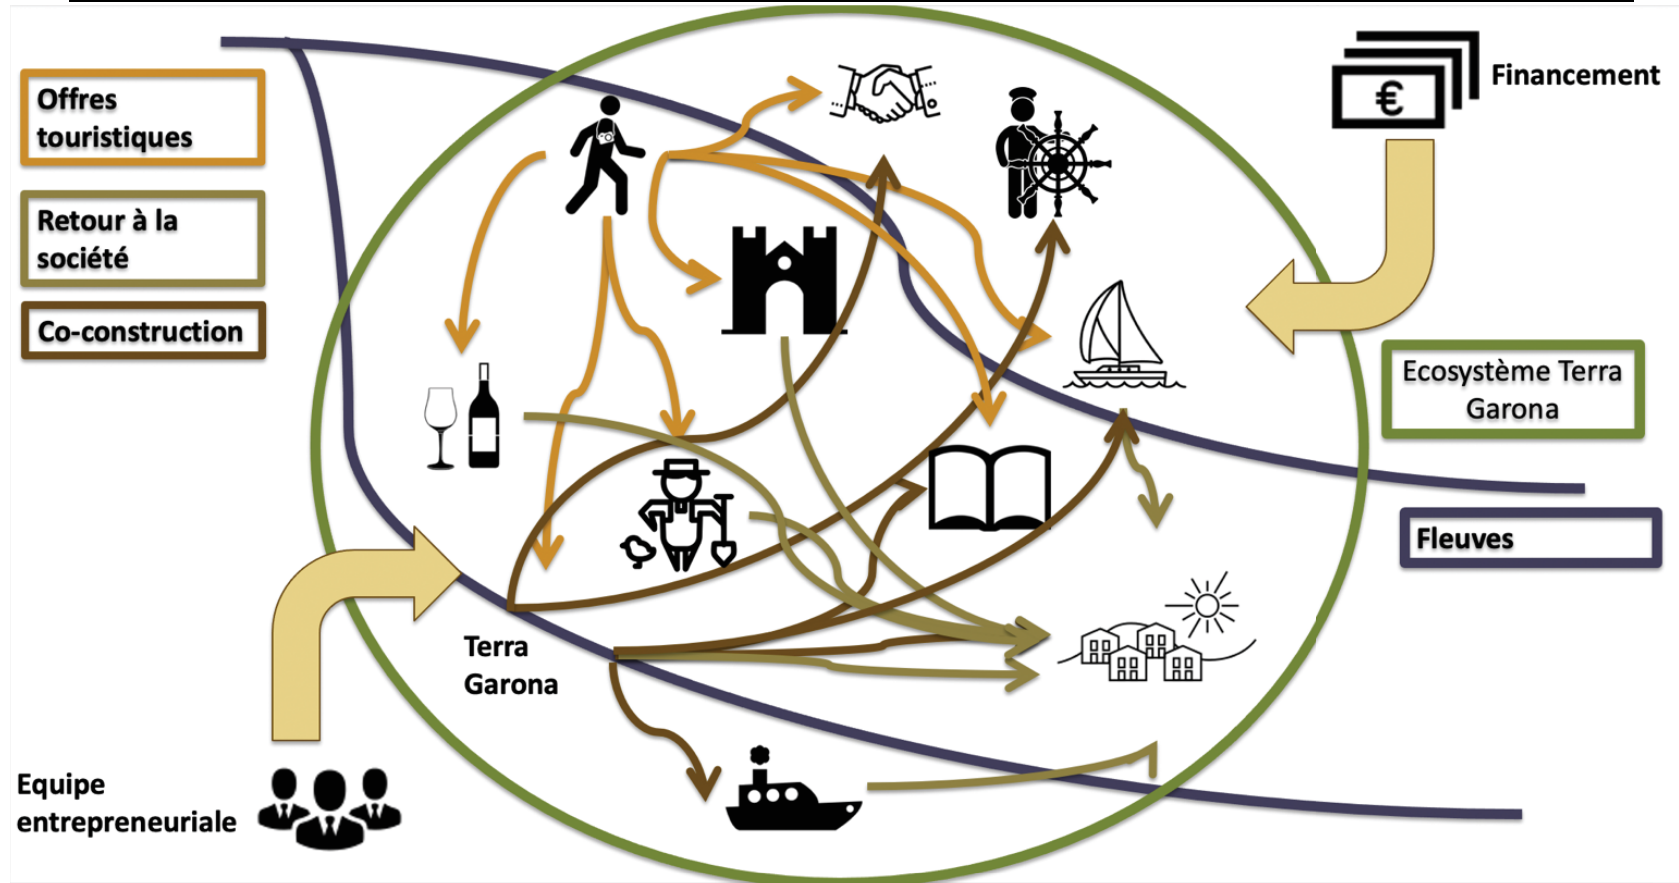 Offres
touristiques
Retour à la
société
Co-construction
€
Financement
Ecosystème Terra
Garona
Fleuves
Terra
Garona
Equipe
entrepreneuriale